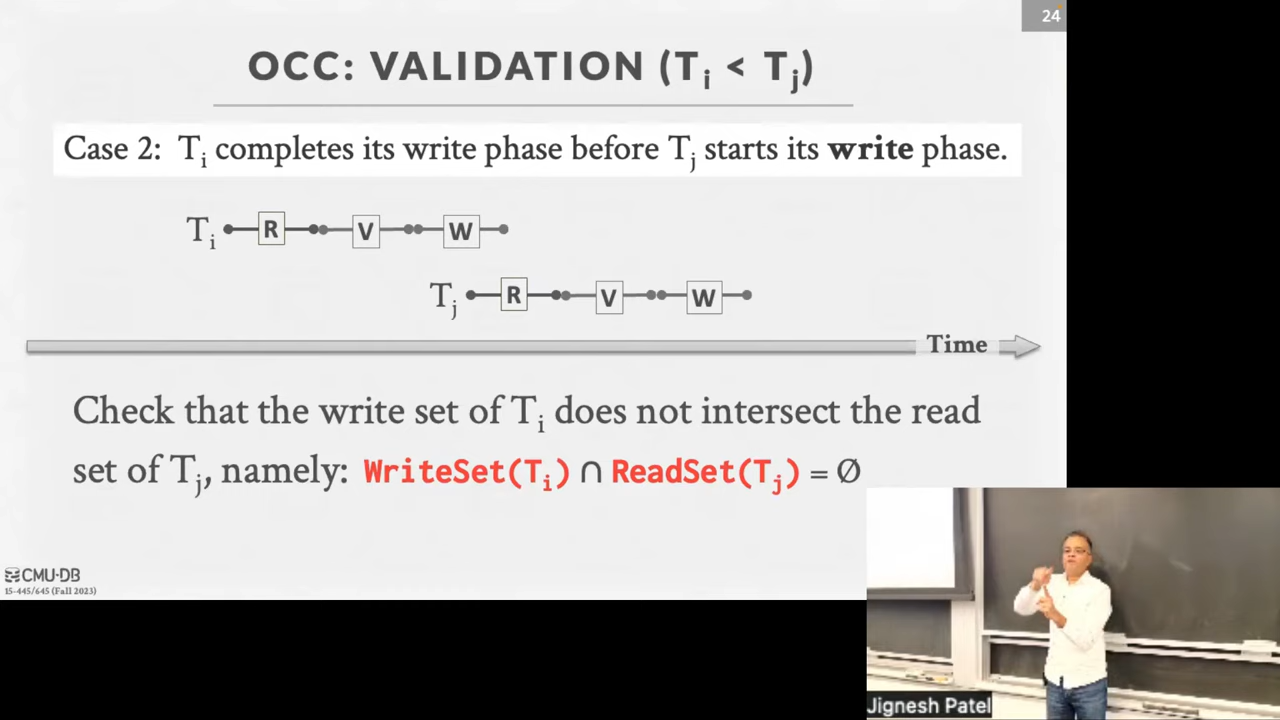 24
OCC: VALIDATION (Ti < Tj)
Case 2: Ti completes its write phase before Tj starts its write phase.
Ti R V W
Tj R V W
Time
Check that the write set of Ti does not intersect the read
set of Tj, namely: WriteSet(Ti) ∩ ReadSet(Tj) = Ø
CMU·DB
15-445/645 (Fall 2023)
Jignesh Patel